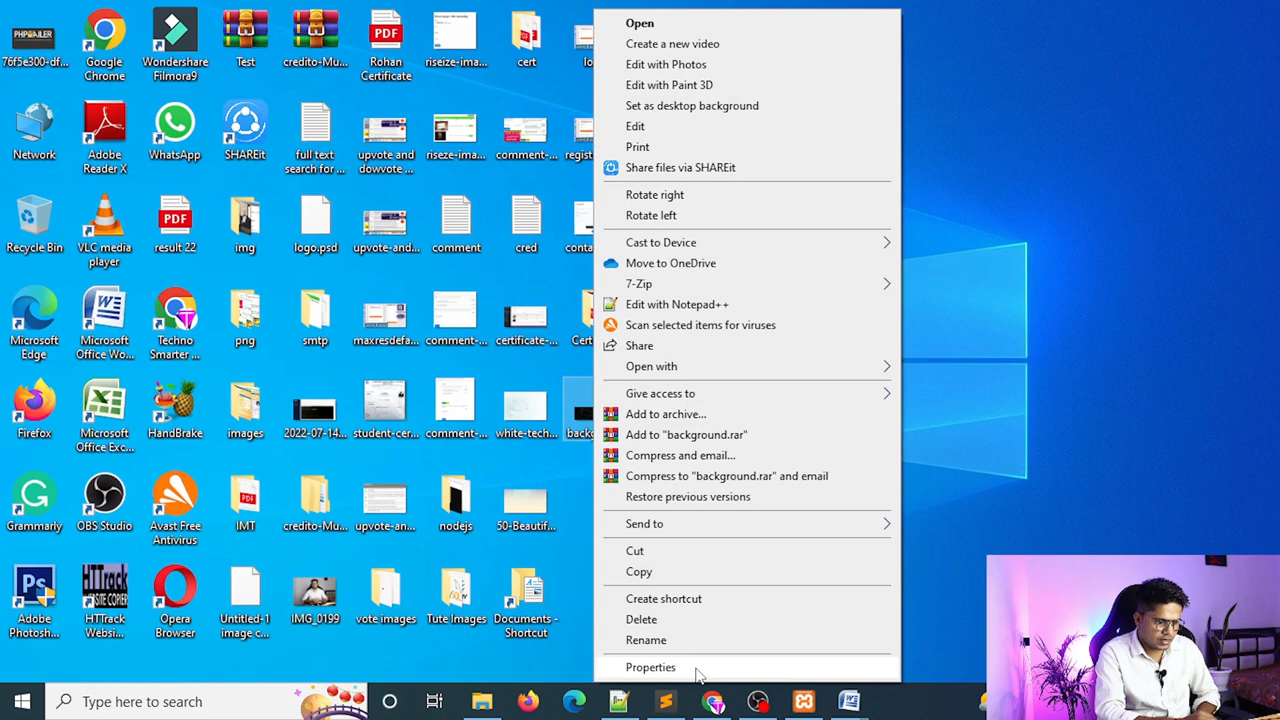 76f5e300-df...
Google
Chrome
Wondershare
Filmora9
Test
credito-Mu...
Rohan
Certificate
riseize-ima...
cert
Network
Adobe
Reader X
WhatsApp
SHAREit
full text
search for ...
upvote and
dowvote ...
riseze-ima...
comment-...
Recycle Bin
VLC media
player
result 22
img
logo.psd
upvote-and...
comment
cred
Microsoft
Edge
Microsoft
Office Wo...
Techno
Smarter ...
png
smtp
maxresdefa...
comment-...
certificate-...
Firefox
Microsoft
Office Exc...
HandBrake
images
2022-07-14...
student-cer...
comment-...
white-tech...
Grammarly
OBS Studio
Avast Free
Antivirus
IMT
credito-Mu...
upvote-an...
nodejs
50-Beautif...
Adobe
Photosh...
HTTrack
Websi...
Opera
Browser
Untitled-1
image c...
IMG_0199
vote images
Tute Images
Documents -
Shortcut
Open
Create a new video
Edit with Photos
Edit with Paint 3D
Set as desktop background
Edit
Print
Share files via SHAREit
Rotate right
Rotate left
Cast to Device
Move to OneDrive
7-Zip
Edit with Notepad++
Scan selected items for viruses
Share
Open with
Give access to
Add to archive...
Add to "background.rar"
Compress and email...
Compress to "background.rar" and email
Restore previous versions
Send to
Cut
Copy
Create shortcut
Delete
Rename
Properties
Type here to search